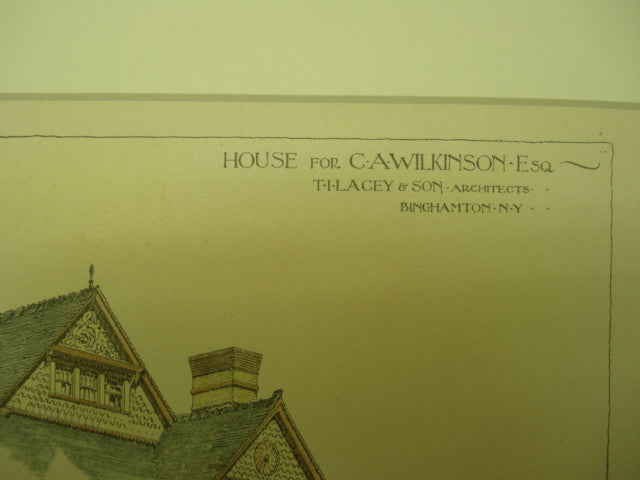 HOUSE FOR C·A·WILKINSON·ESQ
T·I·LACEY & SON·ARCHITECTS·
BINGHAMTON·N·Y·